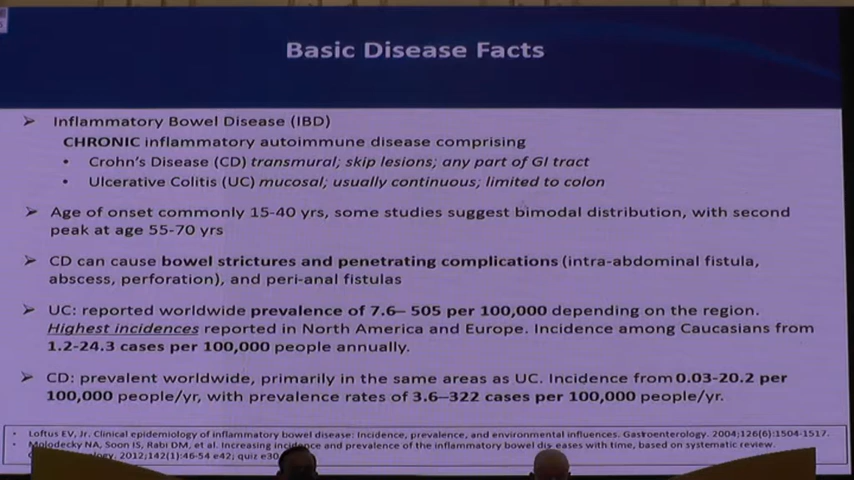 Basic Disease Facts
➢ Inflammatory Bowel Disease (IBD)
CHRONIC inflammatory autoimmune disease comprising
• Crohn's Disease (CD) transmural; skip lesions; any part of GI tract
• Ulcerative Colitis (UC) mucosal; usually continuous; limited to colon
➢ Age of onset commonly 15-40 yrs, some studies suggest bimodal distribution, with second
peak at age 55-70 yrs
➢ CD can cause bowel strictures and penetrating complications (intra-abdominal fistula,
abscess, perforation), and peri-anal fistulas
➢ UC: reported worldwide prevalence of 7.6– 505 per 100,000 depending on the region.
Highest incidences reported in North America and Europe. Incidence among Caucasians from
1.2-24.3 cases per 100,000 people annually.
➢ CD: prevalent worldwide, primarily in the same areas as UC. Incidence from 0.03-20.2 per
100,000 people/yr, with prevalence rates of 3.6–322 cases per 100,000 people/yr.
• Loftus EV, Jr. Clinical epidemiology of inflammatory bowel disease: Incidence, prevalence, and environmental influences. Gastroenterology. 2004;126(6):1504-1517.
• Molodecky NA, Soon IS, Rabi DM, et al. Increasing incidence and prevalence of the inflammatory bowel diseases with time, based on systematic review.
2012;142(1):46-54 e42; quiz e30